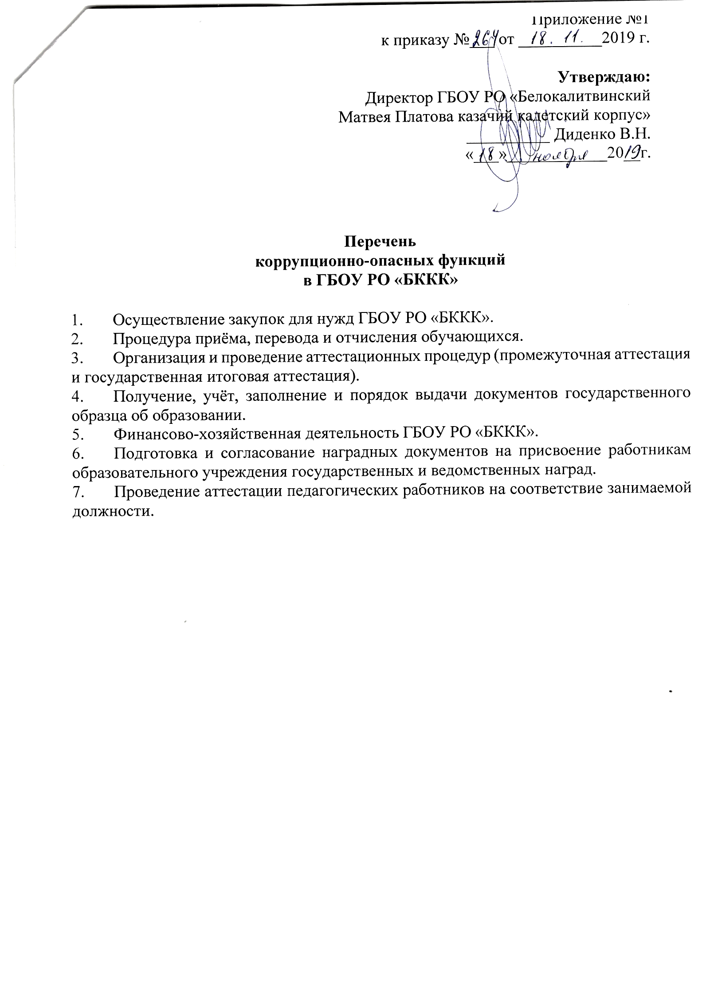 Приложение №1
к приказу №264 от 18.11.2019 г.
Утверждаю:
Директор ГБОУ РО «Белокалитвинский
Матвея Платова казачий кадетский корпус»
__________ Диденко В.Н.
«18» ноября 2019г.
Перечень
коррупционно-опасных функций
в ГБОУ РО «БККК»
1. Осуществление закупок для нужд ГБОУ РО «БККК».
2. Процедура приёма, перевода и отчисления обучающихся.
3. Организация и проведение аттестационных процедур (промежуточная аттестация
и государственная итоговая аттестация).
4. Получение, учёт, заполнение и порядок выдачи документов государственного
образца об образовании.
5. Финансово-хозяйственная деятельность ГБОУ РО «БККК».
6. Подготовка и согласование наградных документов на присвоение работникам
образовательного учреждения государственных и ведомственных наград.
7. Проведение аттестации педагогических работников на соответствие занимаемой
должности.